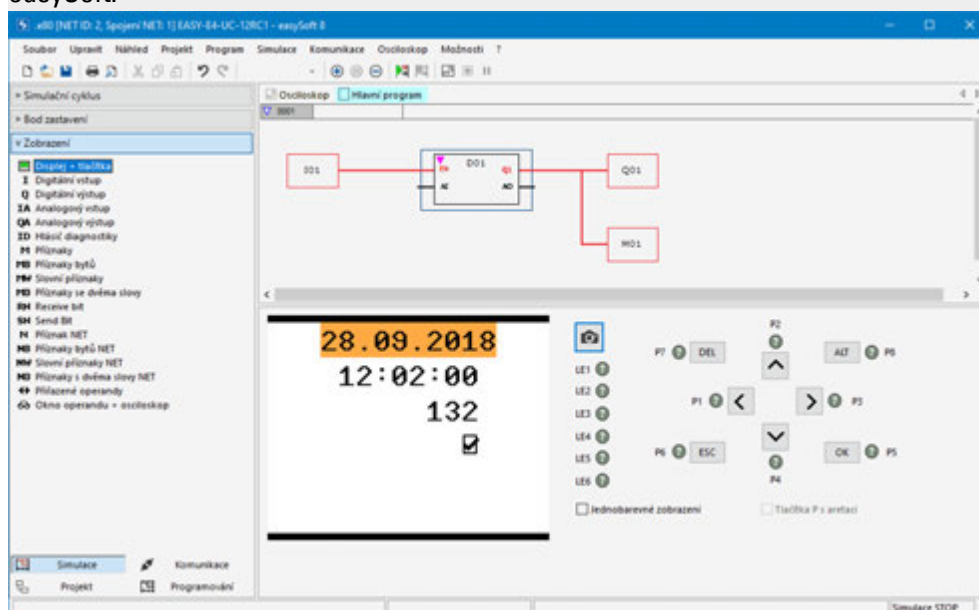 easySoft.
.e80 [NET ID: 2, Spojení NET: 1] EASY-E4-UC-12RC1 - easySoft 8
Soubor Upravit Náhled Projekt Program Simulace Komunikace Osciloskop Možnosti ?
Simulační cyklus
Bod zastavení
Zobrazení
Displej + tlačítka
I Digitální vstup
Q Digitální výstup
IA Analogový vstup
QA Analogový výstup
ID Hlásič diagnostiky
M Příznaky
MB Příznaky bytů
MW Slovní příznaky
MD Příznaky se dvěma slovy
RN Receive bit
SN Send Bit
N Příznak NET
NB Příznaky bytů NET
NW Slovní příznaky NET
ND Příznaky s dvěma slovy NET
Přiřazené operandy
Okno operandu + osciloskop
Simulace Komunikace
Projekt Programování
Osciloskop Hlavní program
0001
I01 D01 Q01
En Q1
AE AO
M01
28.09.2018
12:02:00
132
P2
P7 DEL ALT P8
LE1
LE2
P1 P3
LE3
LE4
LE5
P6 ESC OK P5
LE6
P4
Jednobarevné zobrazení Tlačítka P s aretací
Simulace STOP